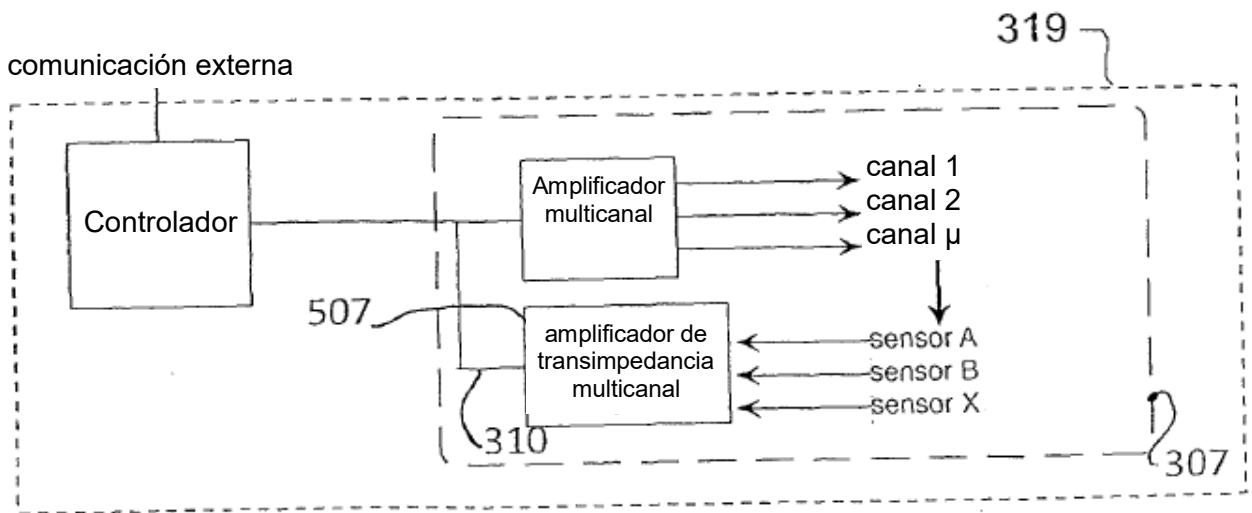 319
comunicación externa
Controlador
Amplificador
multicanal
canal 1
canal 2
canal µ
507
amplificador de
transimpedancia
multicanal
sensor A
sensor B
sensor X
310
307